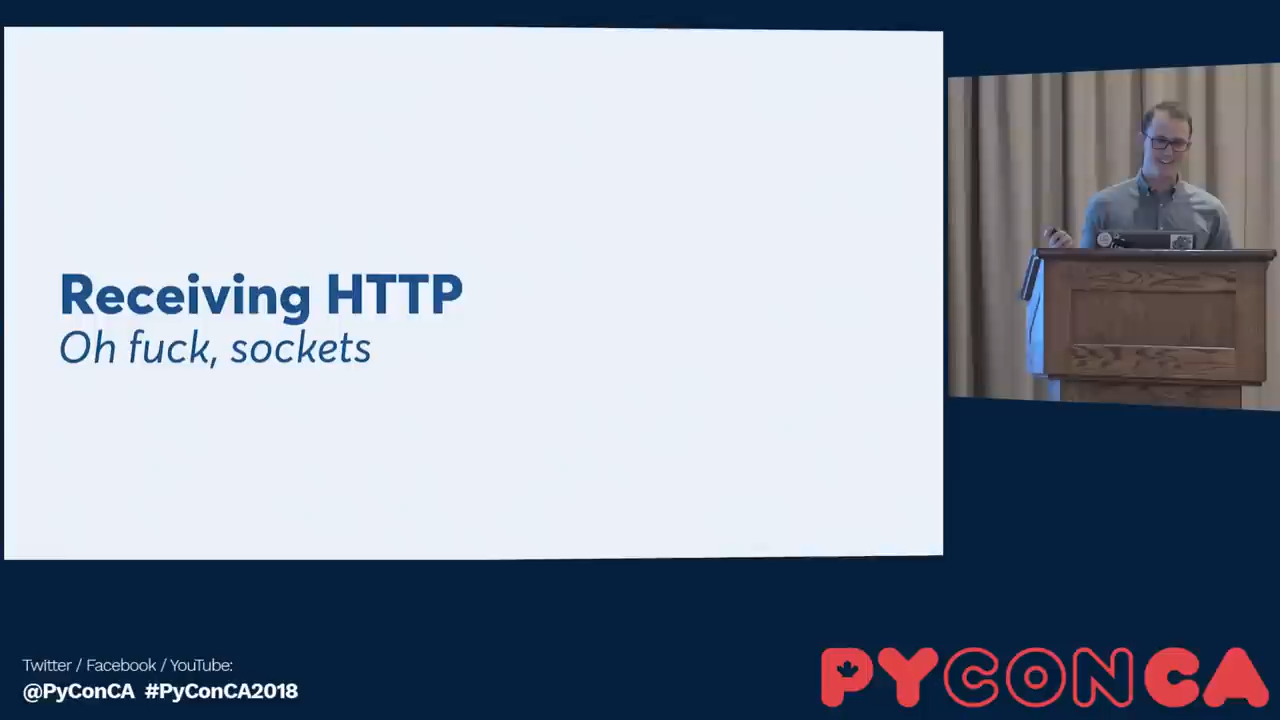 Receiving HTTP
Oh fuck, sockets
Twitter / Facebook / YouTube:
@PyConCA #PyConCA2018
PYCONCA